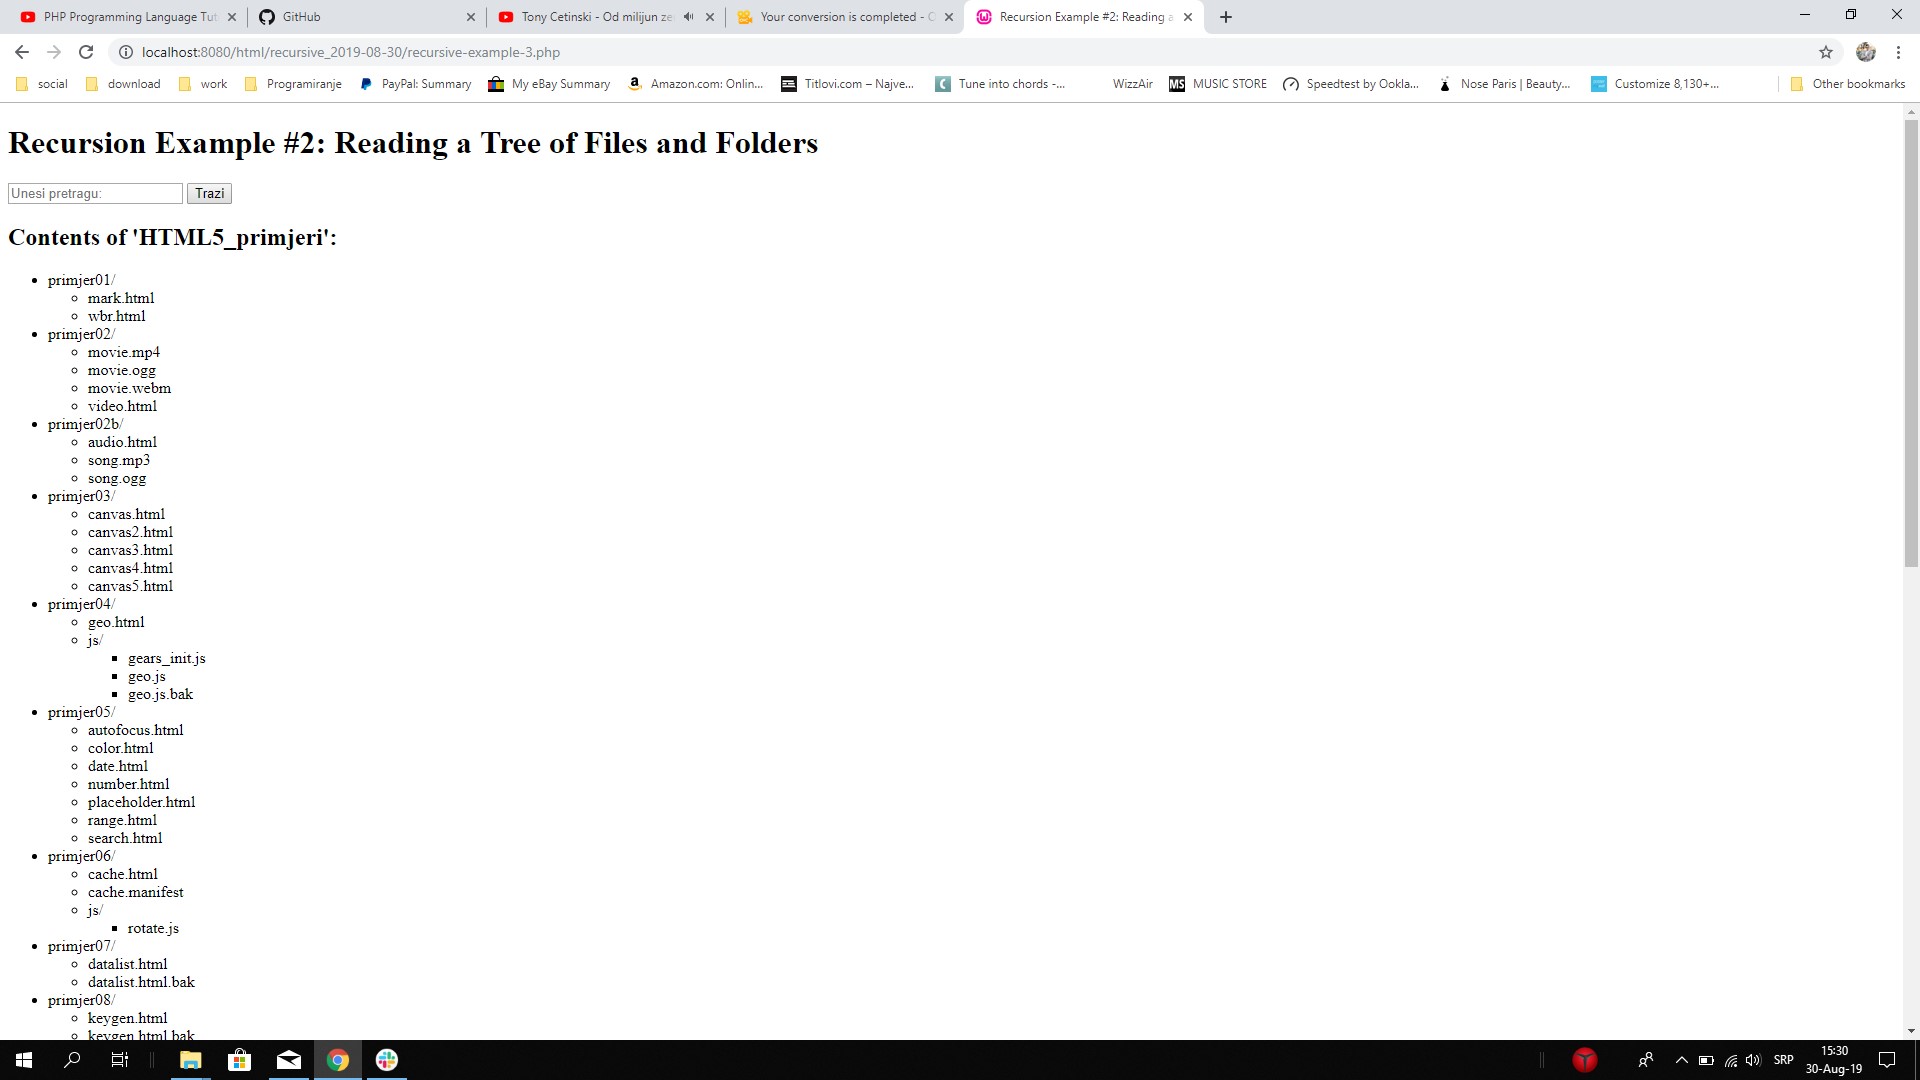 PHP Programming Language Tut
GitHub
Tony Cetinski - Od milijun ze
Your conversion is completed - O
Recursion Example #2: Reading a
localhost:8080/html/recursive_2019-08-30/recursive-example-3.php
social
download
work
Programiranje
PayPal: Summary
My eBay Summary
Amazon.com: Onlin...
Titlovi.com – Najve...
Tune into chords -...
WizzAir
MS MUSIC STORE
Speedtest by Ookla...
Nose Paris | Beauty...
Customize 8,130+...
Other bookmarks
Recursion Example #2: Reading a Tree of Files and Folders
Unesi pretragu:
Trazi
Contents of 'HTML5_primjeri':
primjer01/
mark.html
wbr.html
primjer02/
movie.mp4
movie.ogg
movie.webm
video.html
primjer02b/
audio.html
song.mp3
song.ogg
primjer03/
canvas.html
canvas2.html
canvas3.html
canvas4.html
canvas5.html
primjer04/
geo.html
js/
gears_init.js
geo.js
geo.js.bak
primjer05/
autofocus.html
color.html
date.html
number.html
placeholder.html
range.html
search.html
primjer06/
cache.html
cache.manifest
js/
rotate.js
primjer07/
datalist.html
datalist.html.bak
primjer08/
keygen.html
keygen.html.bak
SRP
15:30
30-Aug-19